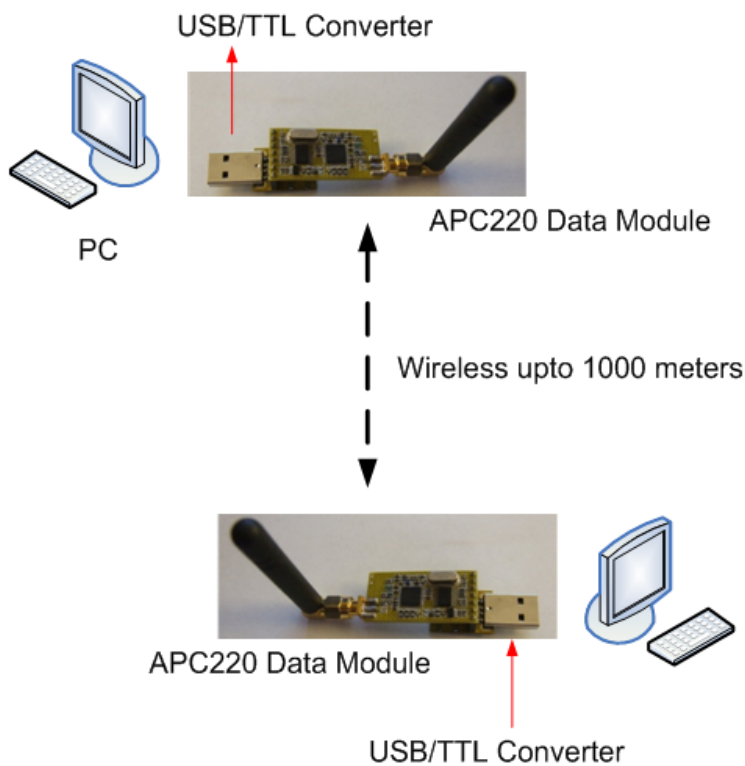 USB/TTL Converter
APC220 Data Module
PC
Wireless upto 1000 meters
APC220 Data Module
USB/TTL Converter